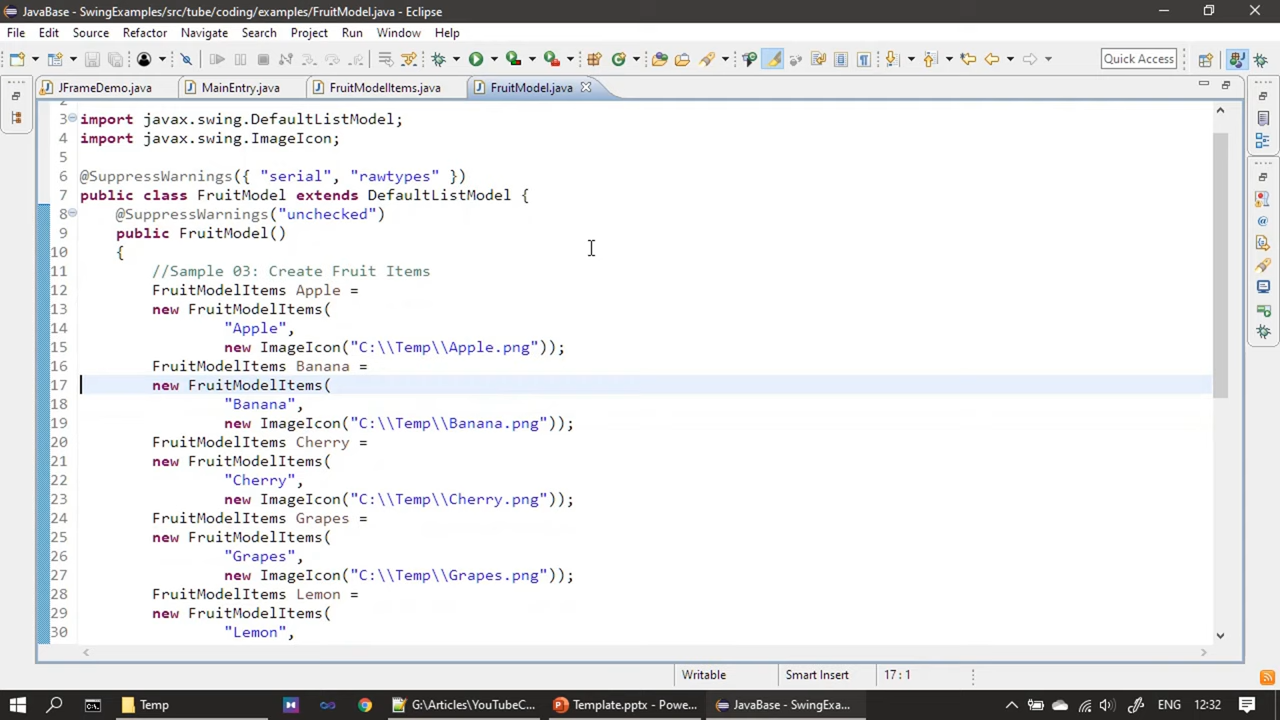 JavaBase - SwingExamples/src/tube/coding/examples/FruitModel.java - Eclipse
File Edit Source Refactor Navigate Search Project Run Window Help
Quick Access
JFrameDemo.java MainEntry.java FruitModelItems.java FruitModel.java
2
3 import javax.swing.DefaultListModel;
4 import javax.swing.ImageIcon;
5
6 @SuppressWarnings({ "serial", "rawtypes" })
7 public class FruitModel extends DefaultListModel {
8 @SuppressWarnings("unchecked")
9 public FruitModel()
10 {
11 //Sample 03: Create Fruit Items
12 FruitModelItems Apple =
13 new FruitModelItems(
14 "Apple",
15 new ImageIcon("C:\\Temp\\Apple.png"));
16 FruitModelItems Banana =
17 new FruitModelItems(
18 "Banana",
19 new ImageIcon("C:\\Temp\\Banana.png"));
20 FruitModelItems Cherry =
21 new FruitModelItems(
22 "Cherry",
23 new ImageIcon("C:\\Temp\\Cherry.png"));
24 FruitModelItems Grapes =
25 new FruitModelItems(
26 "Grapes",
27 new ImageIcon("C:\\Temp\\Grapes.png"));
28 FruitModelItems Lemon =
29 new FruitModelItems(
30 "Lemon",
Writable Smart Insert 17 : 1
Temp G:\Articles\YouTubeC... Template.pptx - Powe... JavaBase - SwingExa... ENG 12:32